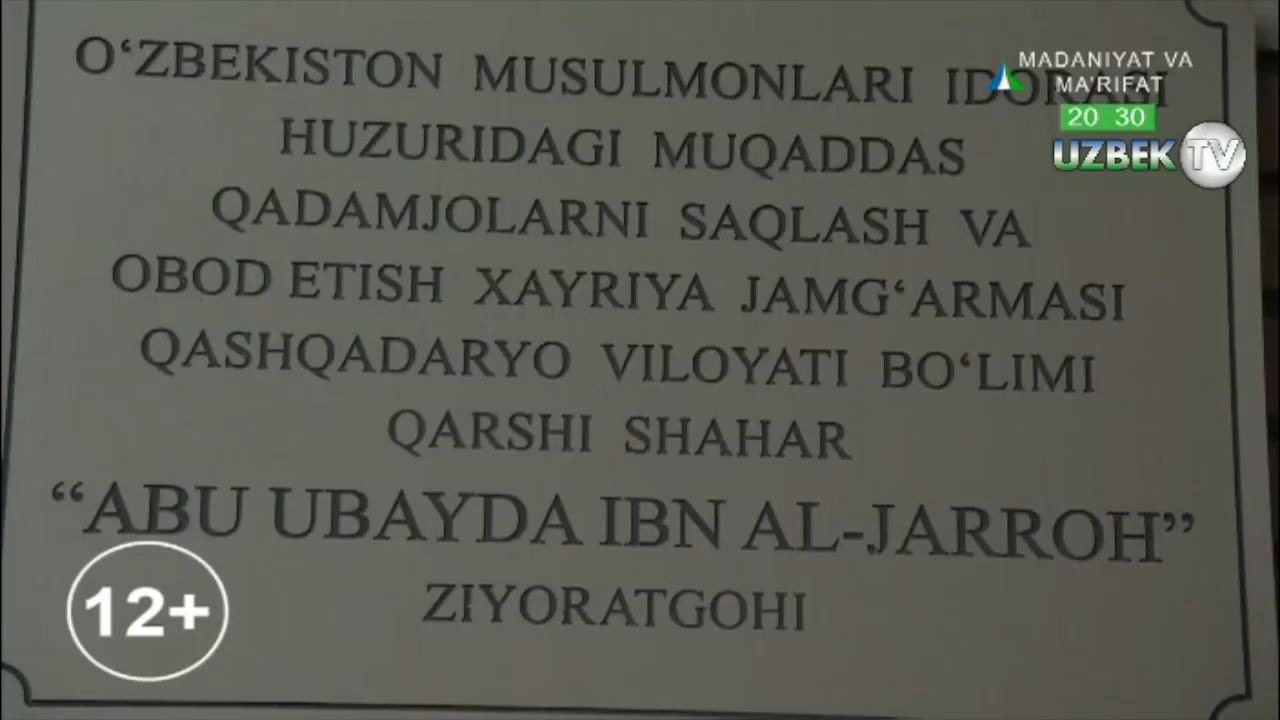 O‘ZBEKISTON MUSULMONLARI IDORASI
HUZURIDAGI MUQADDAS
QADAMJOLARNI SAQLASH VA
OBOD ETISH XAYRIYA JAMG‘ARMASI
QASHQADARYO VILOYATI BO‘LIMI
QARSHI SHAHAR
“ABU UBAYDA IBN AL-JARROH”
ZIYORATGOHI
MADANIYAT VA
MA'RIFAT
20 30
UZBEK TV
12+